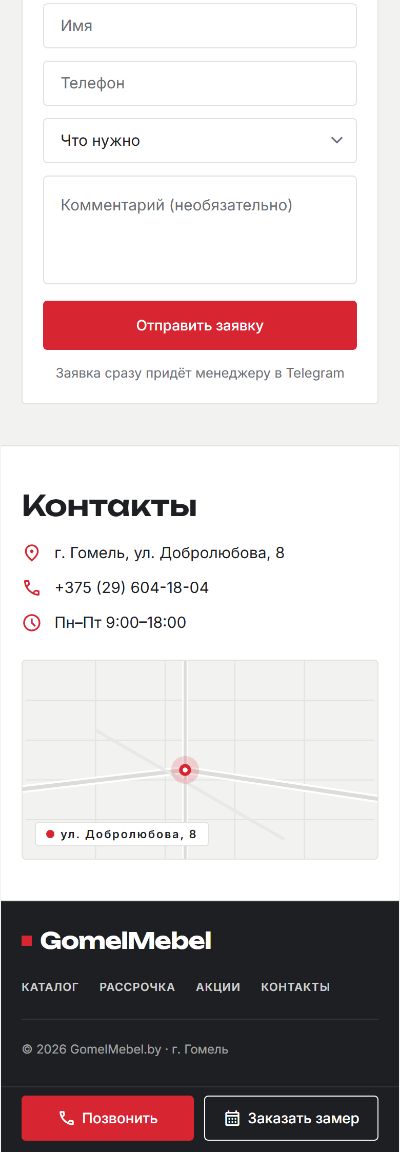 Имя
Телефон
Что нужно
Комментарий (необязательно)
Отправить заявку
Заявка сразу придёт менеджеру в Telegram
Контакты
г. Гомель, ул. Добролюбова, 8
+375 (29) 604-18-04
Пн–Пт 9:00–18:00
ул. Добролюбова, 8
GomelMebel
КАТАЛОГ РАССРОЧКА АКЦИИ КОНТАКТЫ
© 2026 GomelMebel.by · г. Гомель
Позвонить Заказать замер